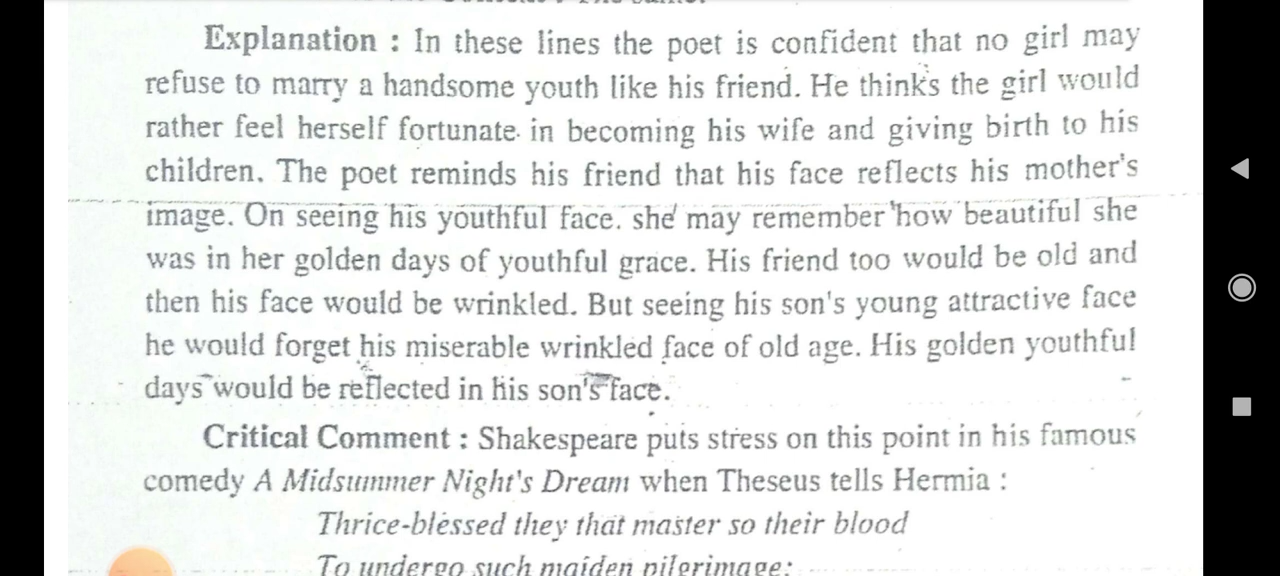 Explanation : In these lines the poet is confident that no girl may
refuse to marry a handsome youth like his friend. He thinks the girl would
rather feel herself fortunate in becoming his wife and giving birth to his
children. The poet reminds his friend that his face reflects his mother's
image. On seeing his youthful face. she may remember how beautiful she
was in her golden days of youthful grace. His friend too would be old and
then his face would be wrinkled. But seeing his son's young attractive face
he would forget his miserable wrinkled face of old age. His golden youthful
days would be reflected in his son's face.
Critical Comment : Shakespeare puts stress on this point in his famous
comedy A Midsummer Night's Dream when Theseus tells Hermia :
Thrice-blessed they that master so their blood
To undergo such maiden pilgrimage: